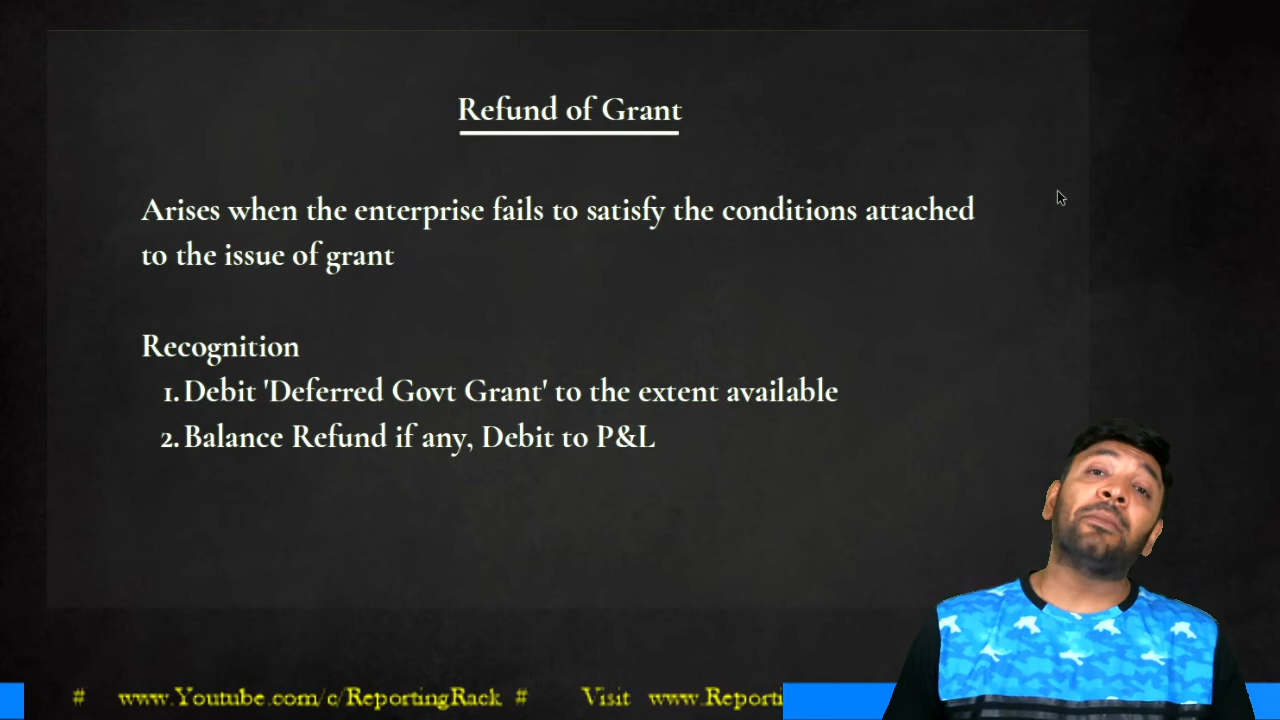 Refund of Grant
Arises when the enterprise fails to satisfy the conditions attached
to the issue of grant
Recognition
1. Debit 'Deferred Govt Grant' to the extent available
2. Balance Refund if any, Debit to P&L
# www.Youtube.com/c/ReportingRack # Visit www.Reporti